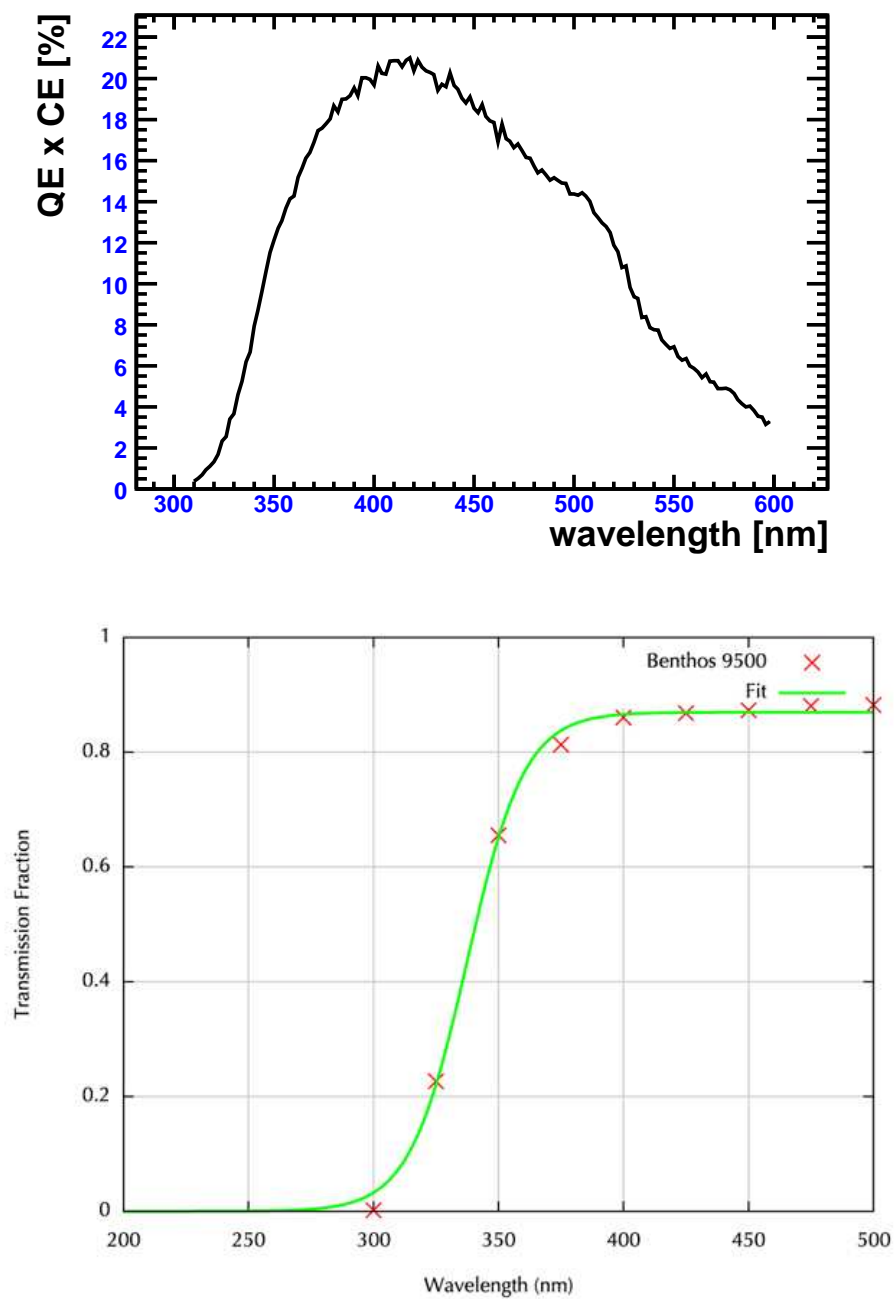 QE x CE [%]
22
20
18
16
14
12
10
8
6
4
2
0
300 350 400 450 500 550 600
wavelength [nm]
1
0.8
0.6
0.4
0.2
0
Benthos 9500
Fit
Transmission Fraction
200 250 300 350 400 450 500
Wavelength (nm)